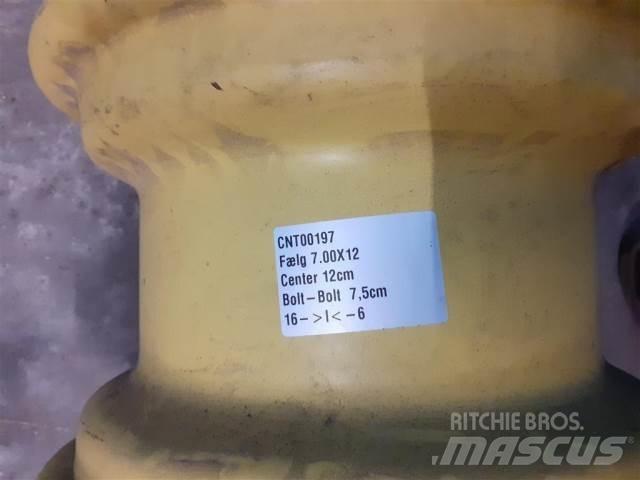 CNT00197
Fælg 7.00X12
Center 12cm
Bolt-Bolt 7,5cm
16- >I< -6
RITCHIE BROS.
MASCUS